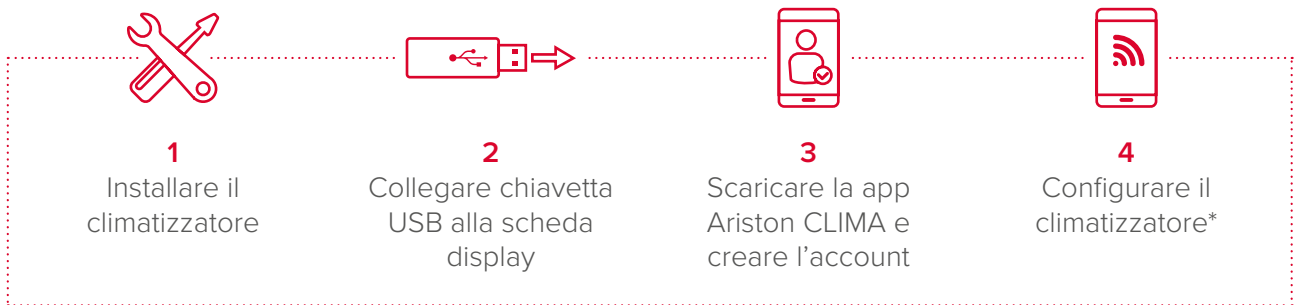 1
Installare il
climatizzatore
2
Collegare chiavetta
USB alla scheda
display
3
Scaricare la app
Ariston CLIMA e
creare l’account
4
Configurare il
climatizzatore*